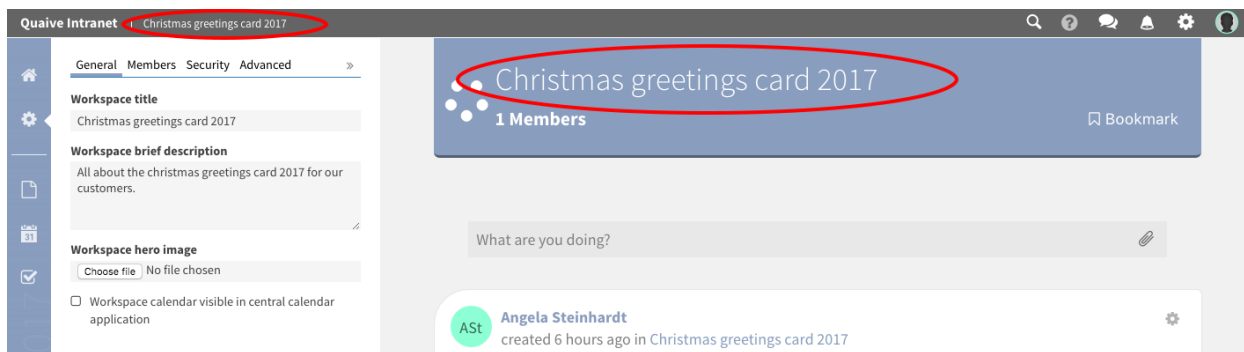 Quaive Intranet Christmas greetings card 2017
General Members Security Advanced »
Workspace title
Christmas greetings card 2017
Workspace brief description
All about the christmas greetings card 2017 for our
customers.
Workspace hero image
Choose file No file chosen
Workspace calendar visible in central calendar
application
31
Christmas greetings card 2017
1 Members
Bookmark
What are you doing?
ASt
Angela Steinhardt
created 6 hours ago in Christmas greetings card 2017